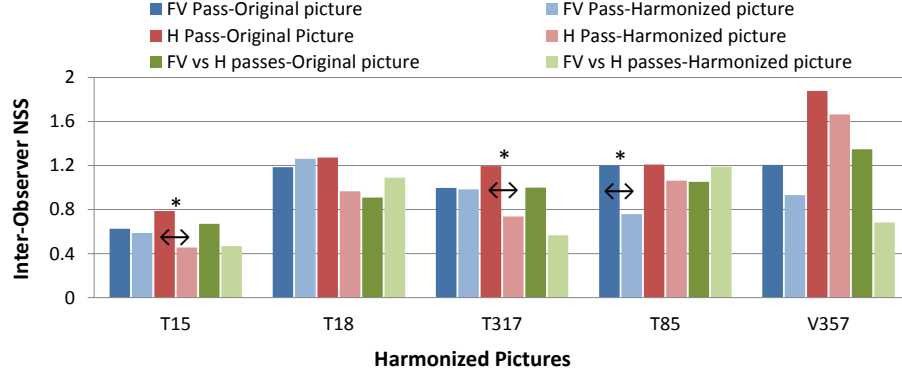 FV Pass-Original picture FV Pass-Harmonized picture
H Pass-Original Picture H Pass-Harmonized picture
FV vs H passes-Original picture FV vs H passes-Harmonized picture
2
1.6
1.2
0.8
0.4
0
Inter-Observer NSS
* * *
T15 T18 T317 T85 V357
Harmonized Pictures